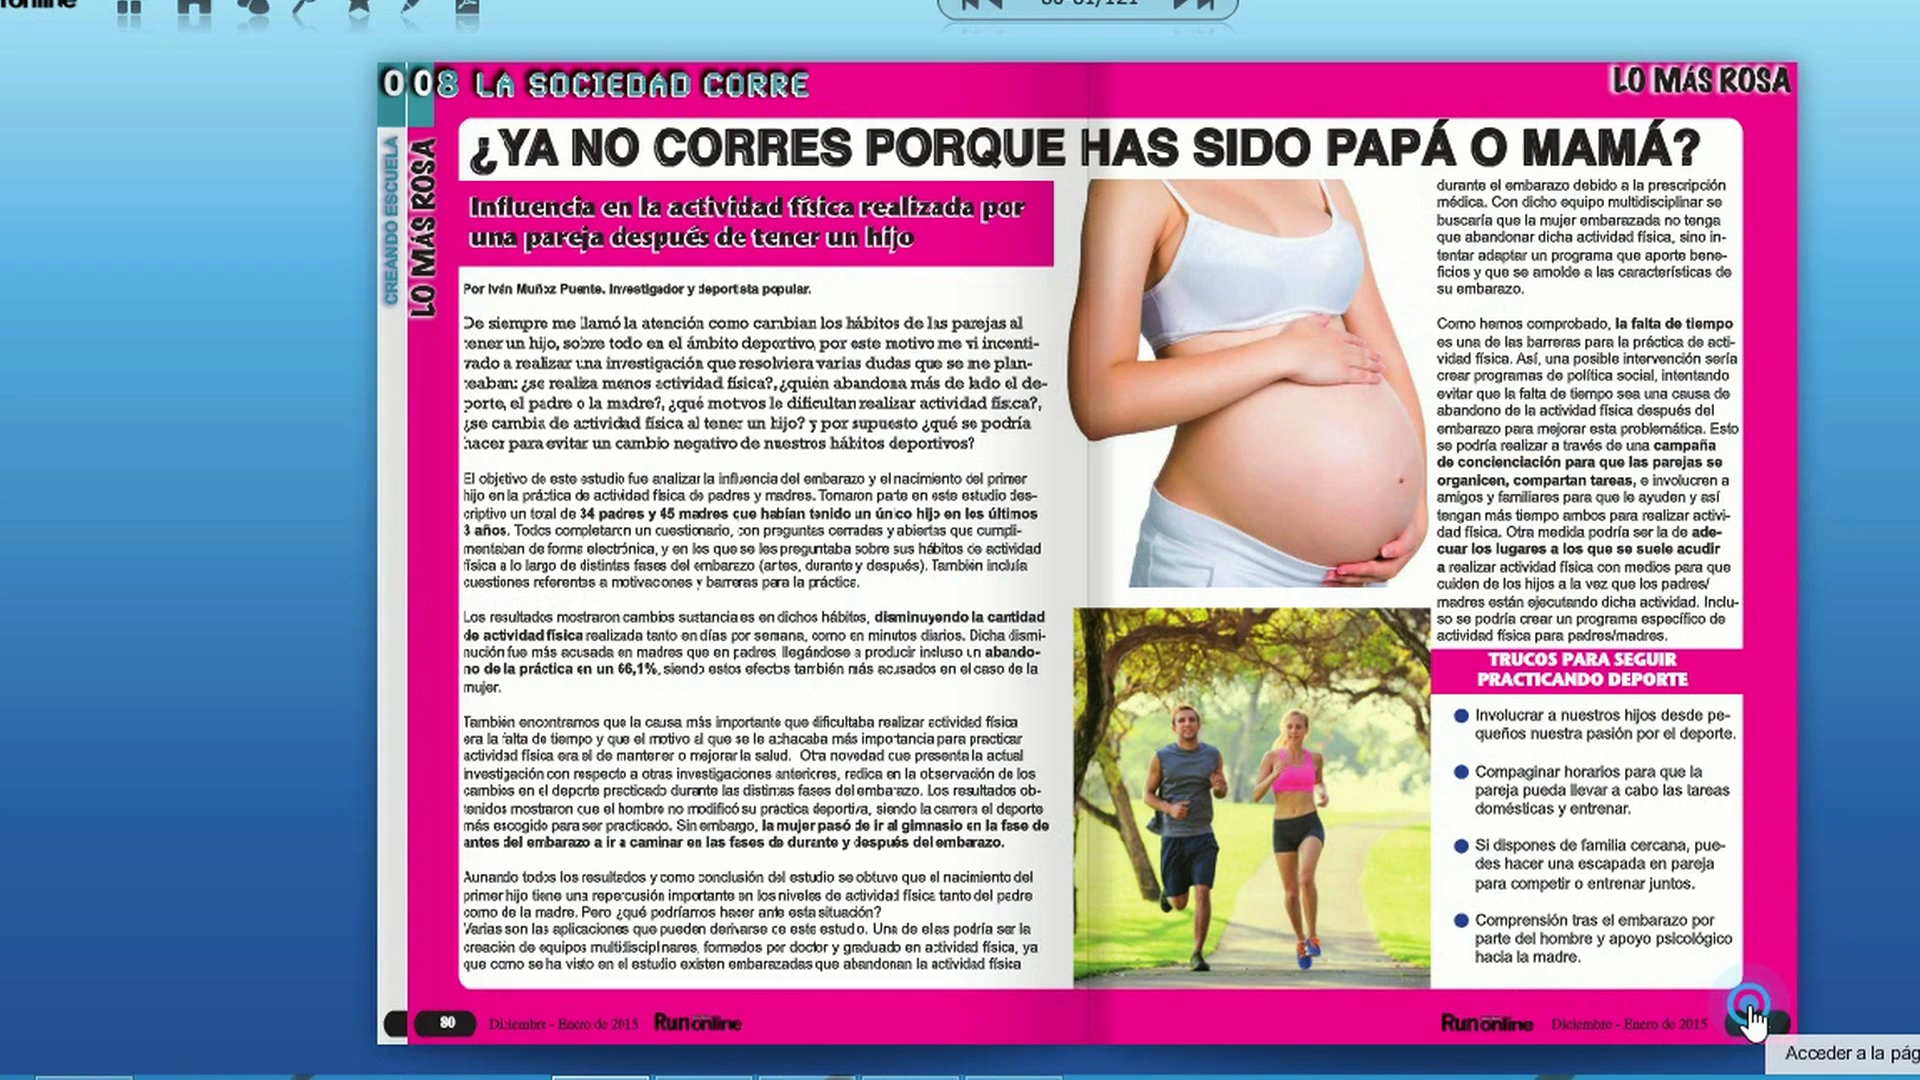 008 LA SOCIEDAD CORRE
LO MÁS ROSA
CREANDO ESCUELA
LO MÁS ROSA
¿YA NO CORRES PORQUE HAS SIDO PAPÁ O MAMÁ?
Influencia en la actividad física realizada por
una pareja después de tener un hijo
Por Iván Muñoz Puente. Investigador y deportista popular.
De siempre me llamó la atención como cambian los hábitos de las parejas al
tener un hijo, sobre todo en el ámbito deportivo, por este motivo me vi incenti-
vado a realizar una investigación que resolviera varias dudas que se me plan-
teaban: ¿se realiza menos actividad física?, ¿quién abandona más de lado el de-
porte, el padre o la madre?, ¿qué motivos le dificultan realizar actividad física?,
¿se cambia de actividad física al tener un hijo? y por supuesto ¿qué se podría
hacer para evitar un cambio negativo de nuestros hábitos deportivos?
El objetivo de este estudio fue analizar la influencia del embarazo y el nacimiento del primer
hijo en la práctica de actividad física de padres y madres. Tomaron parte en este estudio des-
criptivo un total de 34 padres y 45 madres que habían tenido un único hijo en los últimos
3 años. Todos completaron un cuestionario, con preguntas cerradas y abiertas que cumpli-
mentaban de forma electrónica, y en los que se les preguntaba sobre sus hábitos de actividad
física a lo largo de distintas fases del embarazo (antes, durante y después). También incluía
cuestiones referentes a motivaciones y barreras para la práctica.
Los resultados mostraron cambios sustanciales en dichos hábitos, disminuyendo la cantidad
de actividad física realizada tanto en días por semana, como en minutos diarios. Dicha dismi-
nución fue más acusada en madres que en padres, llegándose a producir incluso un abando-
no de la práctica en un 66,1%, siendo estos efectos también más acusados en el caso de la
mujer.
También encontramos que la causa más importante que dificultaba realizar actividad física
era la falta de tiempo y que el motivo al que se le achacaba más importancia para practicar
actividad física era el de mantener o mejorar la salud. Otra novedad que presenta la actual
investigación con respecto a otras investigaciones anteriores, radica en la observación de los
cambios en el deporte practicado durante las distintas fases del embarazo. Los resultados ob-
tenidos mostraron que el hombre no modificó su práctica deportiva, siendo la carrera el deporte
más escogido para ser practicado. Sin embargo, la mujer pasó de ir al gimnasio en la fase de
antes del embarazo a ir a caminar en las fases de durante y después del embarazo.
Aunando todos los resultados y como conclusión del estudio se obtuvo que el nacimiento del
primer hijo tiene una repercusión importante en los niveles de actividad física tanto del padre
como de la madre. Pero ¿qué podríamos hacer ante esta situación?
Varias son las aplicaciones que pueden derivarse de este estudio. Una de ellas podría ser la
creación de equipos multidisciplinares, formados por doctor y graduado en actividad física, ya
que como se ha visto en el estudio existen embarazadas que abandonan la actividad física
durante el embarazo debido a la prescripción
médica. Con dicho equipo multidisciplinar se
buscaría que la mujer embarazada no tenga
que abandonar dicha actividad física, sino in-
tentar adaptar un programa que aporte bene-
ficios y que se amolde a las características de
su embarazo.
Como hemos comprobado, la falta de tiempo
es una de las barreras para la práctica de acti-
vidad física. Así, una posible intervención sería
crear programas de política social, intentando
evitar que la falta de tiempo sea una causa de
abandono de la actividad física después del
embarazo para mejorar esta problemática. Esto
se podría realizar a través de una campaña
de concienciación para que las parejas se
organicen, compartan tareas, e involucren a
amigos y familiares para que le ayuden y así
tengan más tiempo ambos para realizar activi-
dad física. Otra medida podría ser la de ade-
cuar los lugares a los que se suele acudir
a realizar actividad física con medios para que
cuiden de los hijos a la vez que los padres/
madres están ejecutando dicha actividad. Inclu-
so se podría crear un programa específico de
actividad física para padres/madres.
TRUCOS PARA SEGUIR
PRACTICANDO DEPORTE
Involucrar a nuestros hijos desde pe-
queños nuestra pasión por el deporte.
Compaginar horarios para que la
pareja pueda llevar a cabo las tareas
domésticas y entrenar.
Si dispones de familia cercana, pue-
des hacer una escapada en pareja
para competir o entrenar juntos.
Comprensión tras el embarazo por
parte del hombre y apoyo psicológico
hacia la madre.
80 Diciembre - Enero de 2015 Runonline
Runonline Diciembre - Enero de 2015
Acceder a la pág